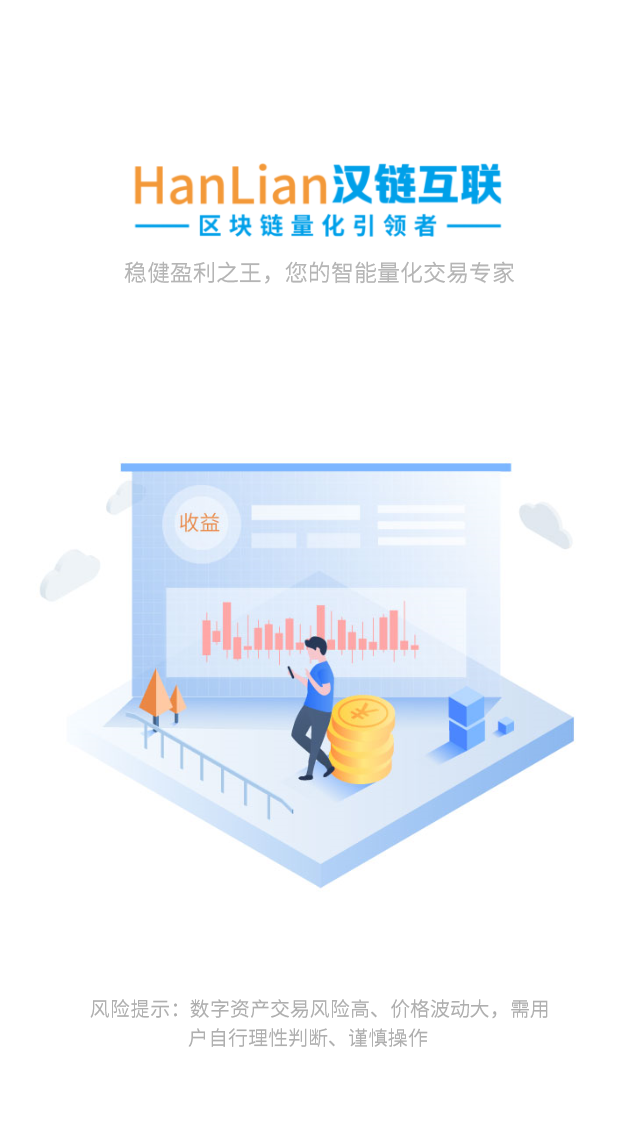 HanLian汉链互联
区块链量化引领者
稳健盈利之王，您的智能量化交易专家
收益
风险提示：数字资产交易风险高、价格波动大，需用
户自行理性判断、谨慎操作